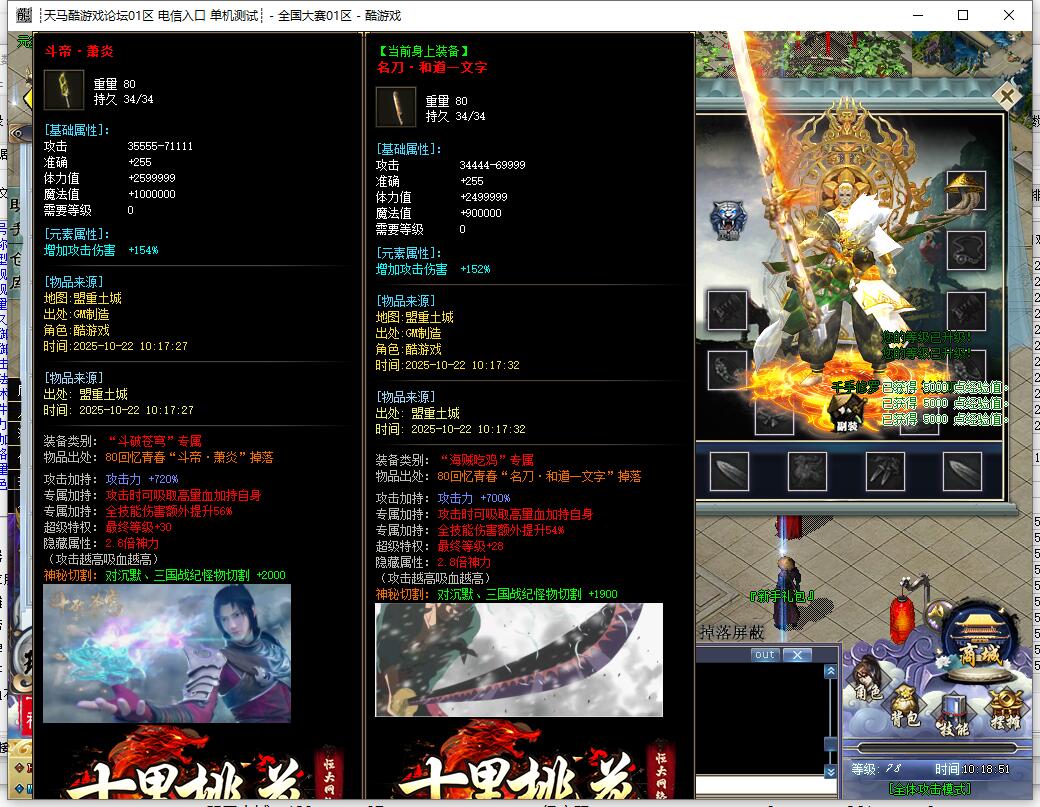 天马酷游戏论坛01区 电信入口 单机测试 - 全国大赛01区 - 酷游戏
斗帝·萧炎
重量 80
持久 34/34
[基础属性]:
攻击 35555-71111
准确 +255
体力值 +2599999
魔法值 +1000000
需要等级 0
[元素属性]:
增加攻击伤害 +154%
[物品来源]
地图:盟重土城
出处:GM制造
角色:酷游戏
时间:2025-10-22 10:17:27
[物品来源]
出处: 盟重土城
时间: 2025-10-22 10:17:27
装备类别: “斗破苍穹”专属
物品出处: 80回忆青春“斗帝·萧炎”掉落
攻击加持: 攻击力 +720%
专属加持: 攻击时可吸取高量血加持自身
专属加持: 全技能伤害额外提升56%
超级特权: 最终等级+30
隐藏属性: 2.8倍神力
(攻击越高吸血越高)
神秘切割: 对沉默、三国战纪怪物切割 +2000
【当前身上装备】
名刀·和道一文字
重量 80
持久 34/34
[基础属性]:
攻击 34444-69999
准确 +255
体力值 +2499999
魔法值 +900000
需要等级 0
[元素属性]:
增加攻击伤害 +152%
[物品来源]
地图:盟重土城
出处:GM制造
角色:酷游戏
时间:2025-10-22 10:17:32
[物品来源]
出处: 盟重土城
时间: 2025-10-22 10:17:32
装备类别: “海贼吃鸡”专属
物品出处: 80回忆青春“名刀·和道一文字”掉落
攻击加持: 攻击力 +700%
专属加持: 攻击时可吸取高量血加持自身
专属加持: 全技能伤害额外提升54%
超级特权: 最终等级+28
隐藏属性: 2.8倍神力
(攻击越高吸血越高)
神秘切割: 对沉默、三国战纪怪物切割 +1900
您的等级已升级!
您的等级已升级!
千手修罗 已获得 5000 点经验值。
已获得 5000 点经验值。
已获得 5000 点经验值。
副装
『新手礼包』
掉落屏蔽
out
商城
角色
背包
技能
摆摊
等级: 78 时间10:18:51
[全体攻击模式]